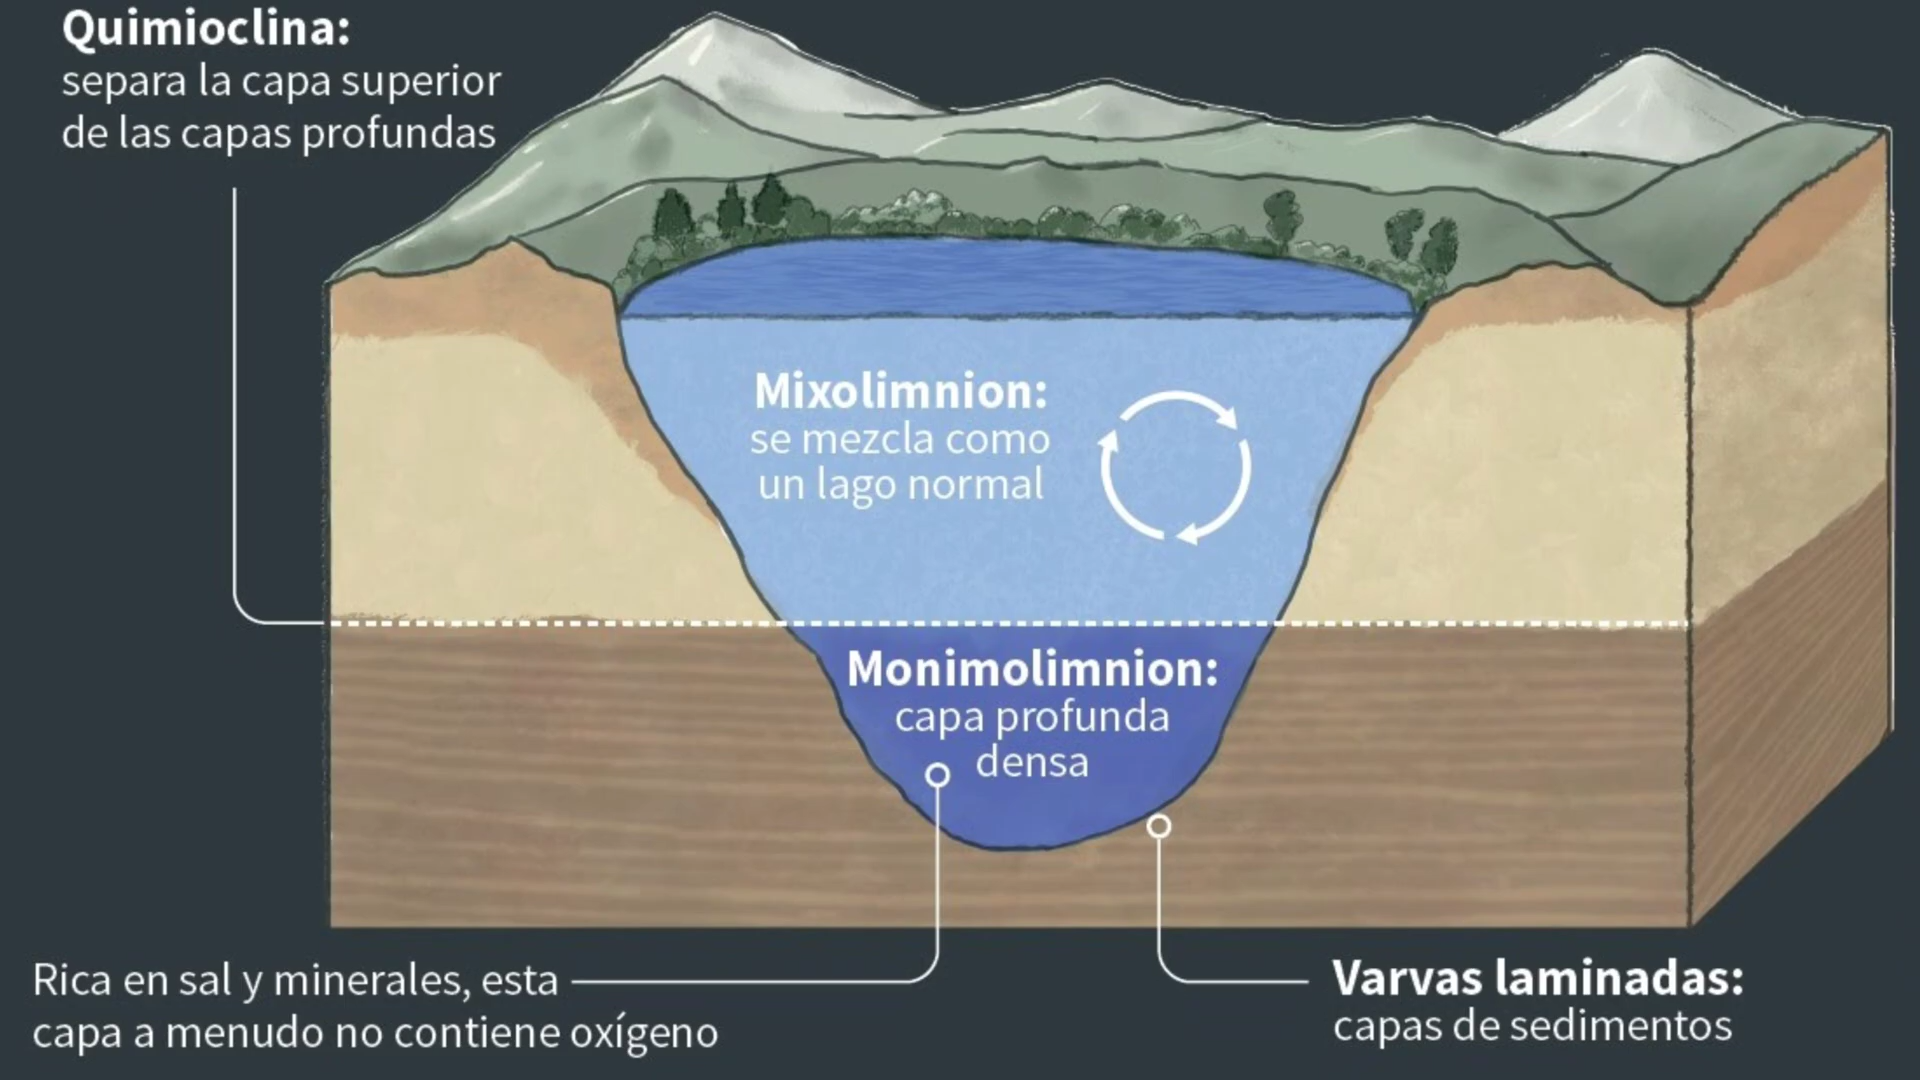 Quimioclina:
separa la capa superior
de las capas profundas
Mixolimnion:
se mezcla como
un lago normal
Monimolimnion:
capa profunda
densa
Rica en sal y minerales, esta
capa a menudo no contiene oxígeno
Varvas laminadas:
capas de sedimentos